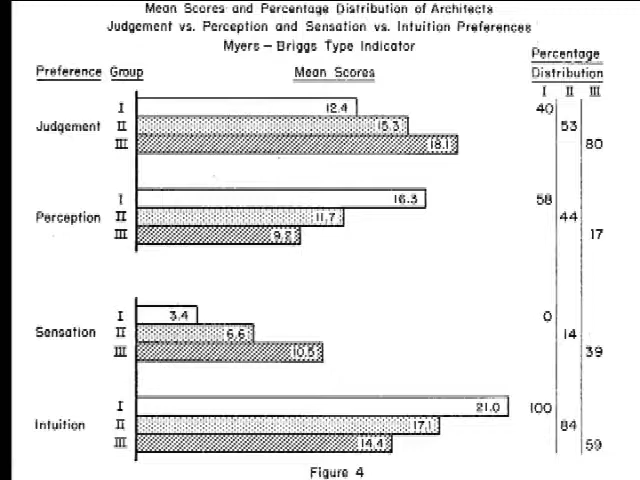 Mean Scores and Percentage Distribution of Architects
Judgement vs. Perception and Sensation vs. Intuition Preferences
Myers – Briggs Type Indicator
Percentage
Preference Group Mean Scores Distribution
I II III
I 12.4 40
Judgement II 15.3 53
III 18.1 80
I 16.3 58
Perception II 11.7 44
III 9.2 17
I 3.4 0
Sensation II 6.6 14
III 10.5 39
I 21.0 100
Intuition II 17.1 84
III 14.4 59
Figure 4